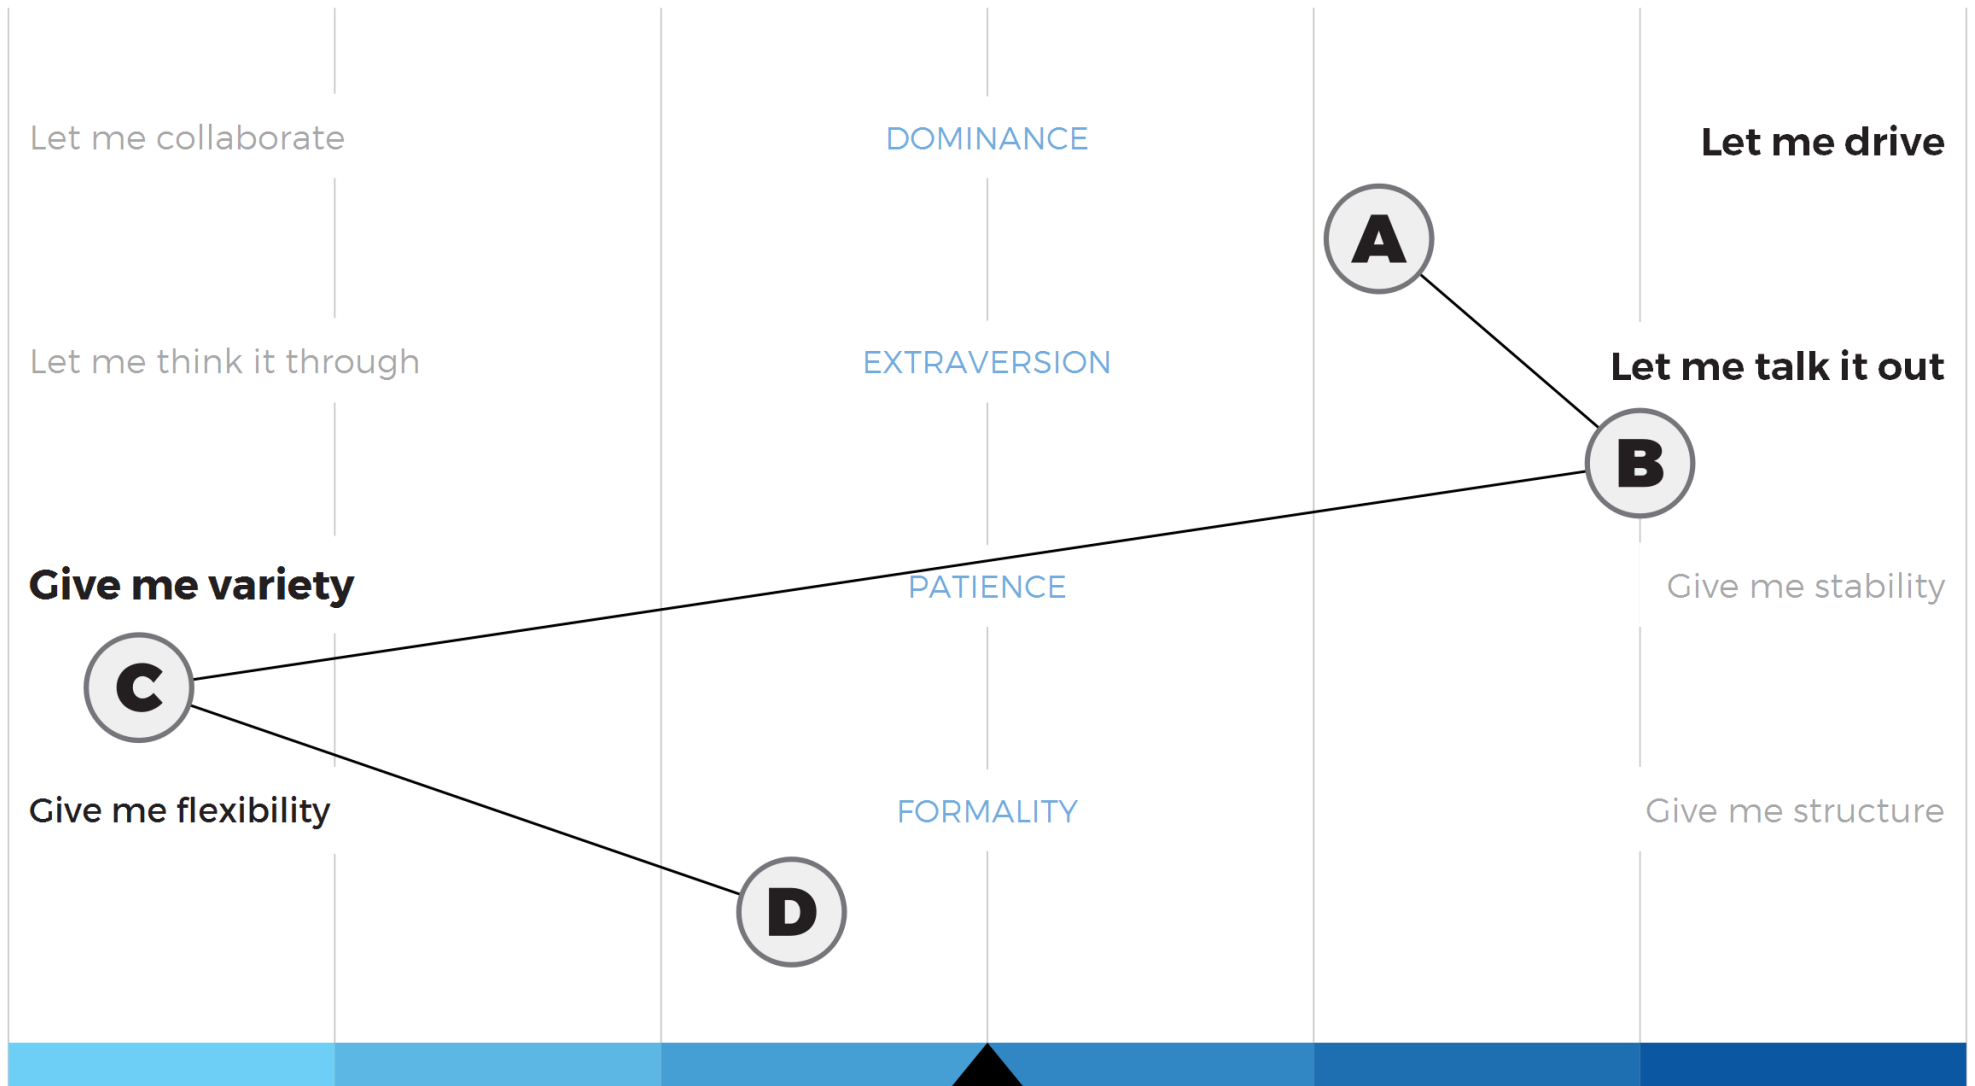 Let me collaborate DOMINANCE Let me drive
A
Let me think it through EXTRAVERSION Let me talk it out
B
Give me variety PATIENCE Give me stability
C
Give me flexibility FORMALITY Give me structure
D